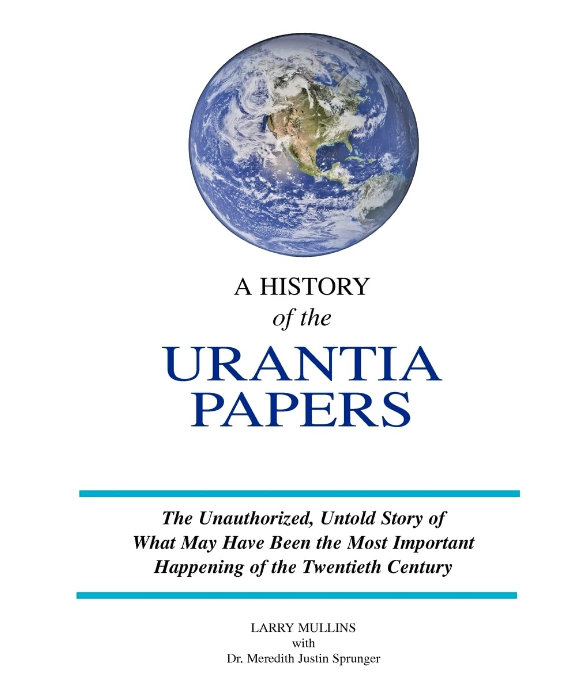 A HISTORY
of the
URANTIA
PAPERS
The Unauthorized, Untold Story of
What May Have Been the Most Important
Happening of the Twentieth Century
LARRY MULLINS
with
Dr. Meredith Justin Sprunger